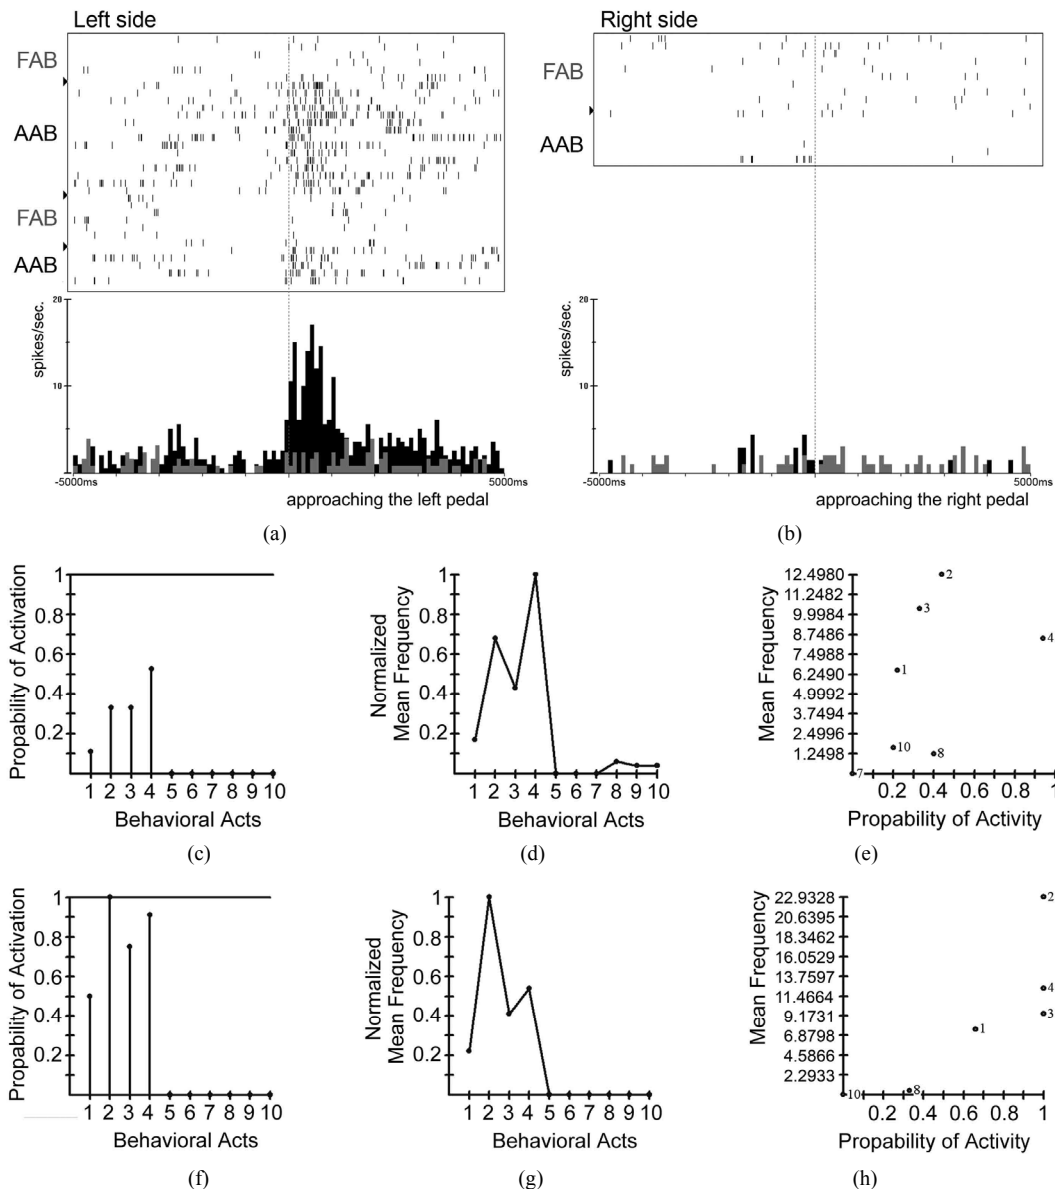 Left side
FAB
AAB
FAB
AAB
20
spikes/sec.
10
0
-5000ms
5000ms
approaching the left pedal
(a)
Right side
FAB
AAB
20
spikes/sec.
10
0
-5000ms
5000ms
approaching the right pedal
(b)
Propability of Activation
1
0.8
0.6
0.4
0.2
1 2 3 4 5 6 7 8 9 10
Behavioral Acts
(c)
Normalized
Mean Frequency
1
0.8
0.6
0.4
0.2
1 2 3 4 5 6 7 8 9 10
Behavioral Acts
(d)
Mean Frequency
12.4980
11.2482
9.9984
8.7486
7.4988
6.2490
4.9992
3.7494
2.4996
1.2498
2
3
4
1
10
8
7
0.2 0.4 0.6 0.8 1
Propability of Activity
(e)
Propability of Activation
1
0.8
0.6
0.4
0.2
1 2 3 4 5 6 7 8 9 10
Behavioral Acts
(f)
Normalized
Mean Frequency
1
0.8
0.6
0.4
0.2
1 2 3 4 5 6 7 8 9 10
Behavioral Acts
(g)
Mean Frequency
22.9328
20.6395
18.3462
16.0529
13.7597
11.4664
9.1731
6.8798
4.5866
2.2933
2
4
3
1
8
10
0.2 0.4 0.6 0.8 1
Propability of Activity
(h)